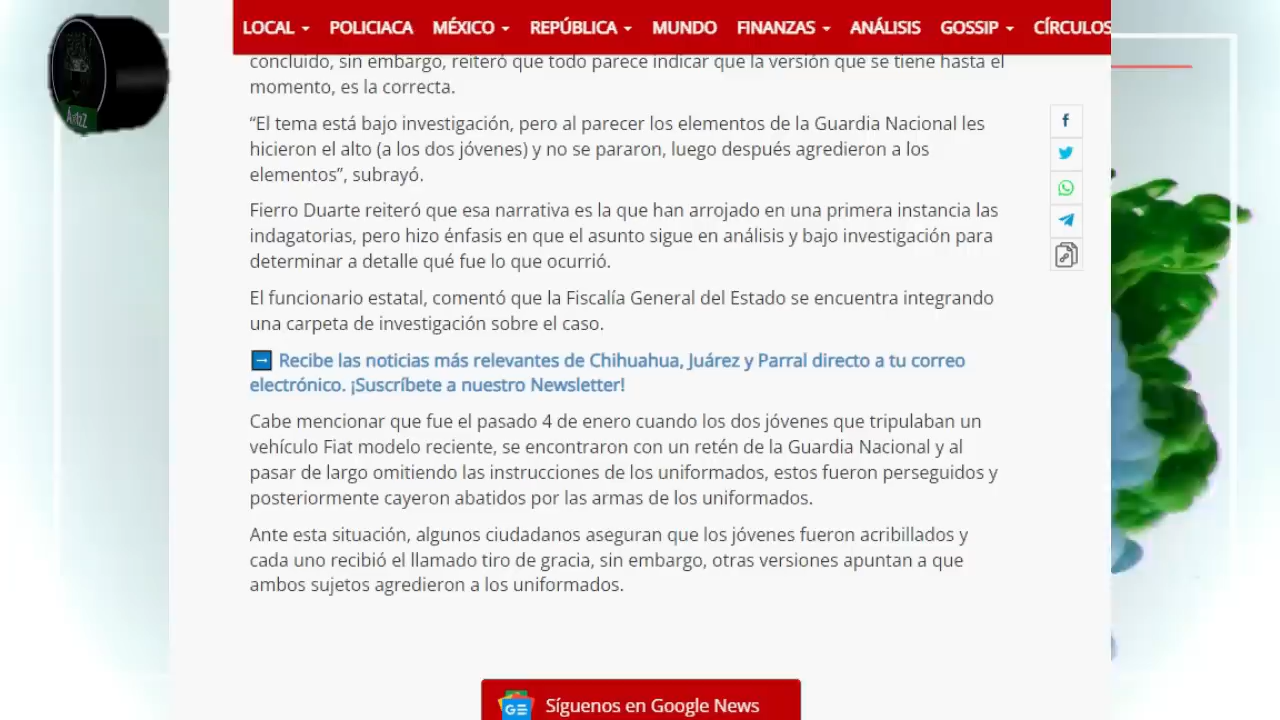 LOCAL POLICIACA MÉXICO REPÚBLICA MUNDO FINANZAS ANÁLISIS GOSSIP CÍRCULOS
concluido, sin embargo, reiteró que todo parece indicar que la versión que se tiene hasta el
momento, es la correcta.
“El tema está bajo investigación, pero al parecer los elementos de la Guardia Nacional les
hicieron el alto (a los dos jóvenes) y no se pararon, luego después agredieron a los
elementos”, subrayó.
Fierro Duarte reiteró que esa narrativa es la que han arrojado en una primera instancia las
indagatorias, pero hizo énfasis en que el asunto sigue en análisis y bajo investigación para
determinar a detalle qué fue lo que ocurrió.
El funcionario estatal, comentó que la Fiscalía General del Estado se encuentra integrando
una carpeta de investigación sobre el caso.
Recibe las noticias más relevantes de Chihuahua, Juárez y Parral directo a tu correo
electrónico. ¡Suscríbete a nuestro Newsletter!
Cabe mencionar que fue el pasado 4 de enero cuando los dos jóvenes que tripulaban un
vehículo Fiat modelo reciente, se encontraron con un retén de la Guardia Nacional y al
pasar de largo omitiendo las instrucciones de los uniformados, estos fueron perseguidos y
posteriormente cayeron abatidos por las armas de los uniformados.
Ante esta situación, algunos ciudadanos aseguran que los jóvenes fueron acribillados y
cada uno recibió el llamado tiro de gracia, sin embargo, otras versiones apuntan a que
ambos sujetos agredieron a los uniformados.
Síguenos en Google News